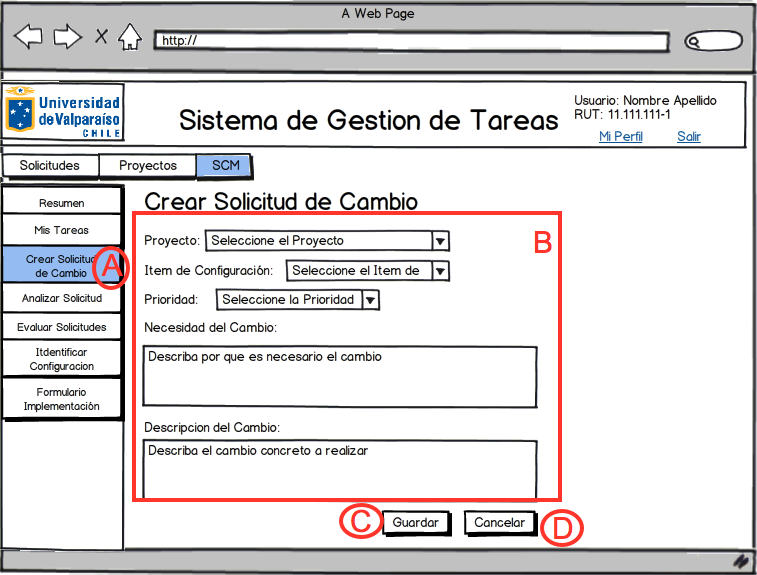 A Web Page
http://
Universidad
de Valparaíso
CHILE
Sistema de Gestion de Tareas
Usuario: Nombre Apellido
RUT: 11.111.111-1
Mi Perfil
Salir
Solicitudes
Proyectos
SCM
Resumen
Mis Tareas
Crear Solicitud
de Cambio
A
Analizar Solicitud
Evaluar Solicitudes
Itdentificar
Configuracion
Formulario
Implementación
Crear Solicitud de Cambio
B
Proyecto: Seleccione el Proyecto
Item de Configuración: Seleccione el Item de
Prioridad: Seleccione la Prioridad
Necesidad del Cambio:
Describa por que es necesario el cambio
Descripcion del Cambio:
Describa el cambio concreto a realizar
C
Guardar
Cancelar
D